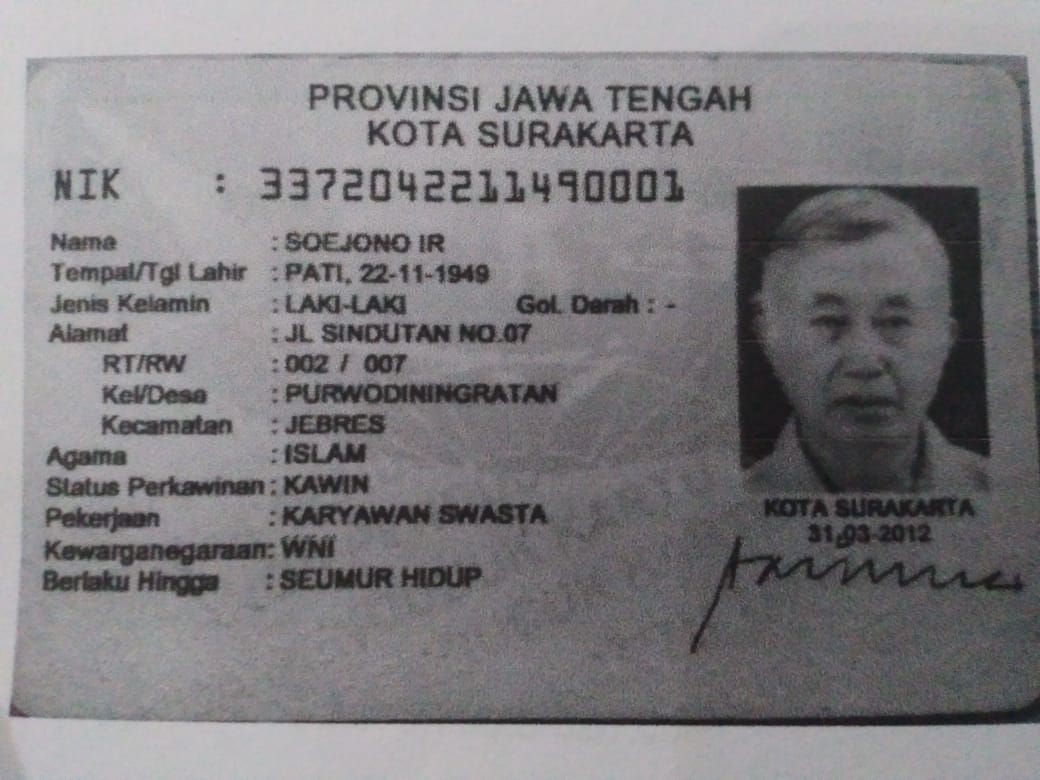 PROVINSI JAWA TENGAH
KOTA SURAKARTA
NIK : 3372042211490001
Nama : SOEJONO IR
Tempat/Tgl Lahir : PATI, 22-11-1949
Jenis Kelamin : LAKI-LAKI Gol. Darah : -
Alamat : JL SINDUTAN NO.07
RT/RW : 002 / 007
Kel/Desa : PURWODININGRATAN
Kecamatan : JEBRES
Agama : ISLAM
Status Perkawinan : KAWIN
Pekerjaan : KARYAWAN SWASTA
Kewarganegaraan: WNI
Berlaku Hingga : SEUMUR HIDUP
KOTA SURAKARTA
31-03-2012